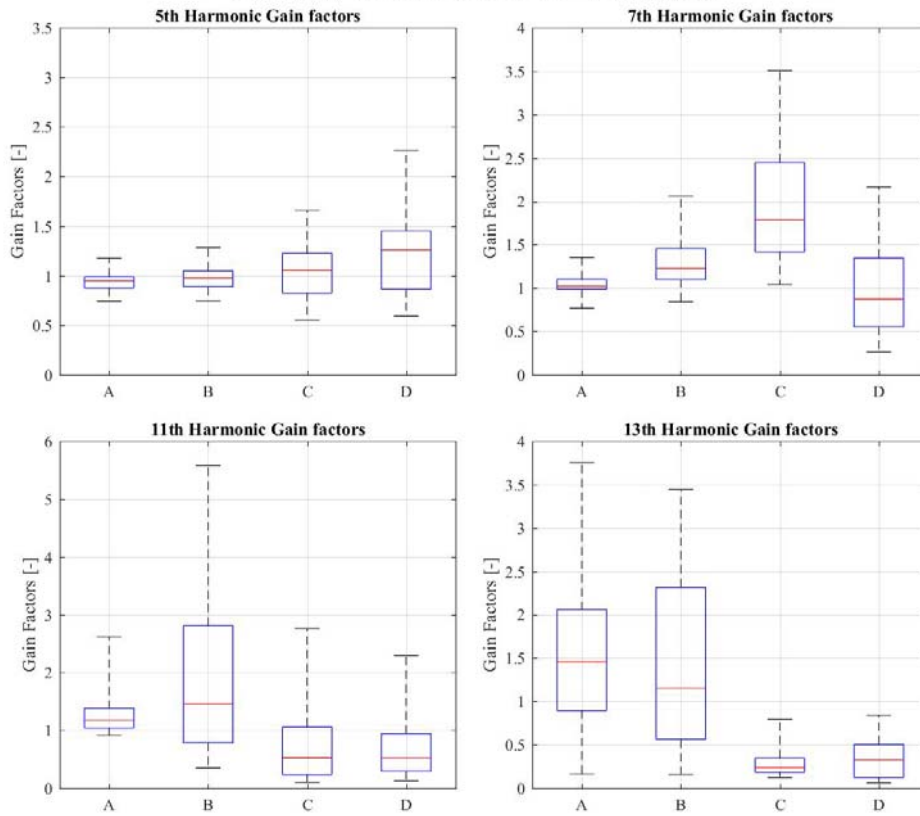 5th Harmonic Gain factors
Gain Factors [-]
3.5
3
2.5
2
1.5
1
0.5
0
A B C D
7th Harmonic Gain factors
Gain Factors [-]
4
3.5
3
2.5
2
1.5
1
0.5
0
A B C D
11th Harmonic Gain factors
Gain Factors [-]
6
5
4
3
2
1
0
A B C D
13th Harmonic Gain factors
Gain Factors [-]
4
3.5
3
2.5
2
1.5
1
0.5
0
A B C D